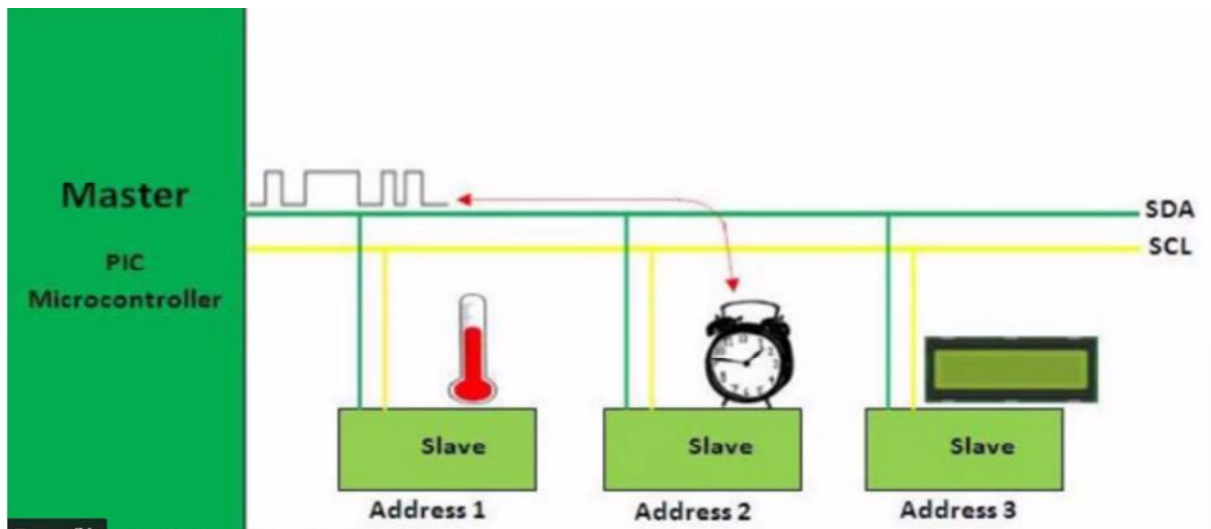 Master
PIC
Microcontroller
SDA
SCL
Slave
Slave
Slave
Address 1
Address 2
Address 3